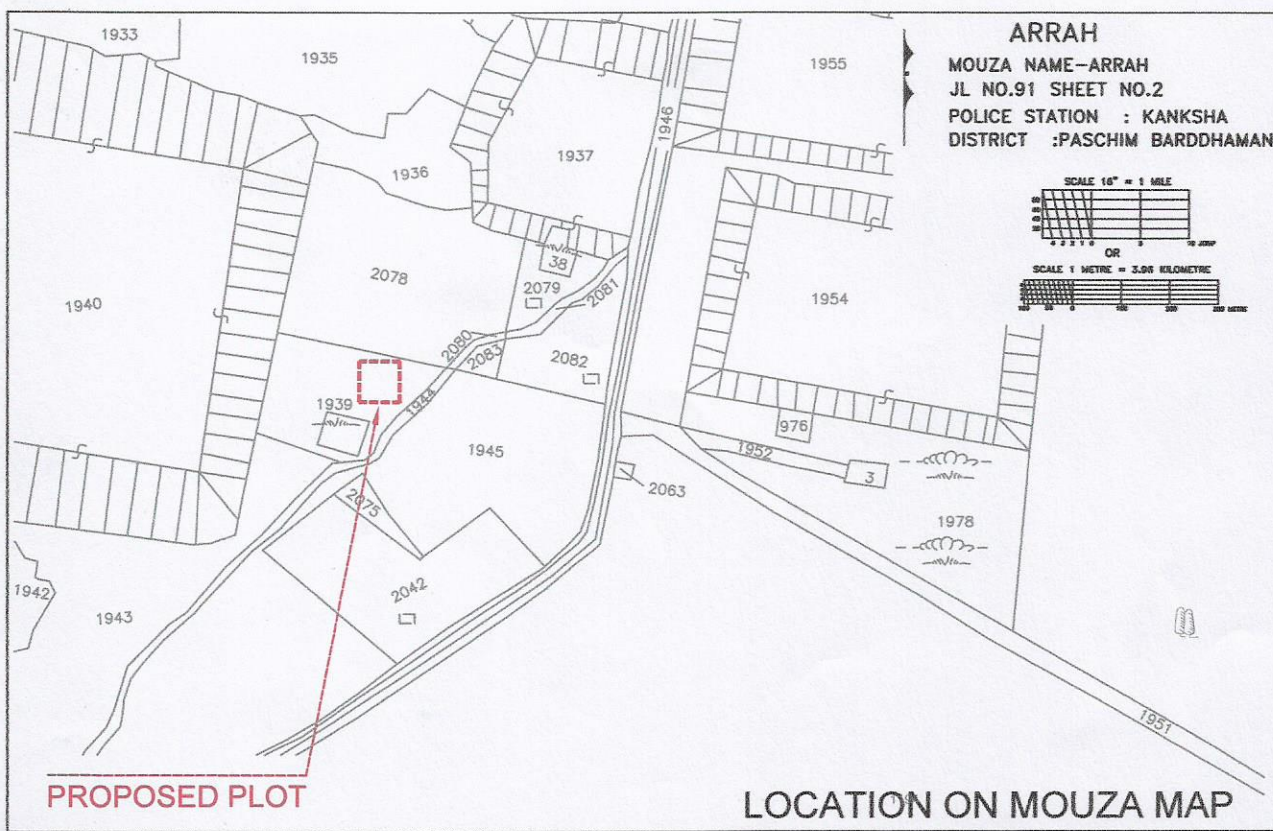 ARRAH
MOUZA NAME-ARRAH
JL NO.91 SHEET NO.2
POLICE STATION : KANKSHA
DISTRICT :PASCHIM BARDDHAMAN
SCALE 16" = 1 MILE
OR
SCALE 1 METRE = 3.96 KILOMETRE
1933
1935
1955
1946
1937
1936
38
2078
2079
2081
1954
1940
2080
2083
2082
1939
1944
976
1945
1952
3
2063
2075
1978
2042
1942
1943
1951
PROPOSED PLOT
LOCATION ON MOUZA MAP